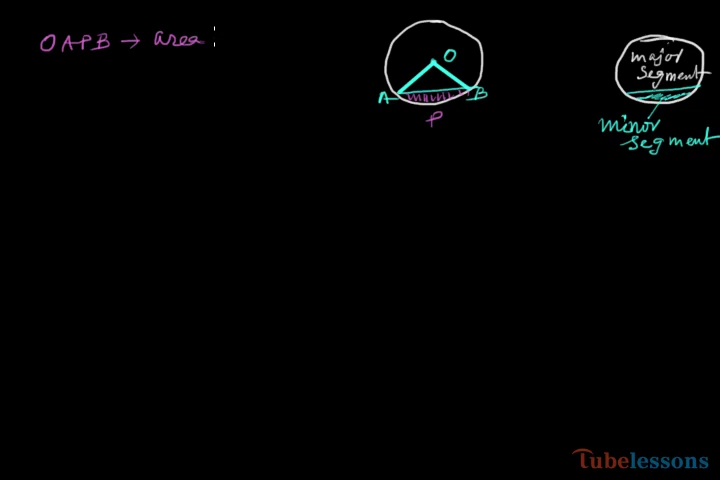 OAPB → area :
O
A
B
P
major
segment
minor
segment
Tubelessons